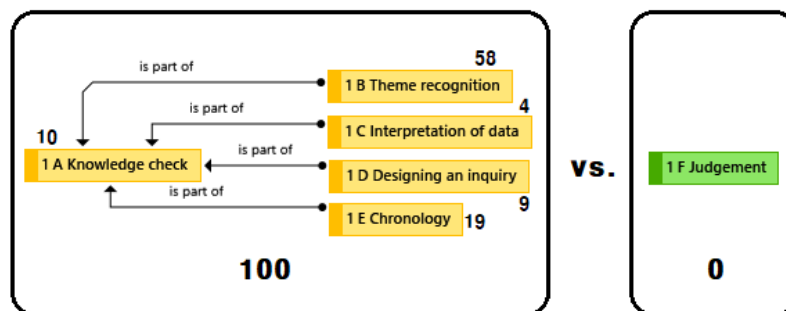 58
is part of
1 B Theme recognition
4
is part of
1 C Interpretation of data
10
is part of
1 A Knowledge check
vs.
1 F Judgement
1 D Designing an inquiry
is part of
9
1 E Chronology
19
100
0